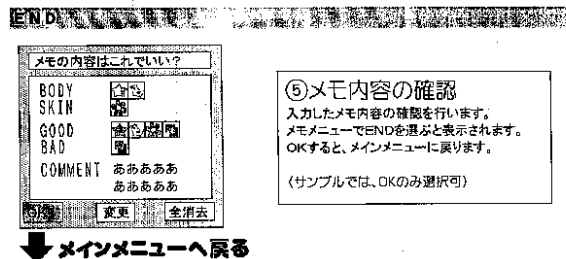 END
メモの内容はこれでいい?
BODY
SKIN
GOOD
BAD
COMMENT あああああ
あああああ
OK 変更 全消去
メインメニューへ戻る
⑤メモ内容の確認
入力したメモ内容の確認を行います。
メモメニューでENDを選ぶと表示されます。
OKすると、メインメニューに戻ります。
(サンプルでは、OKのみ選択可)